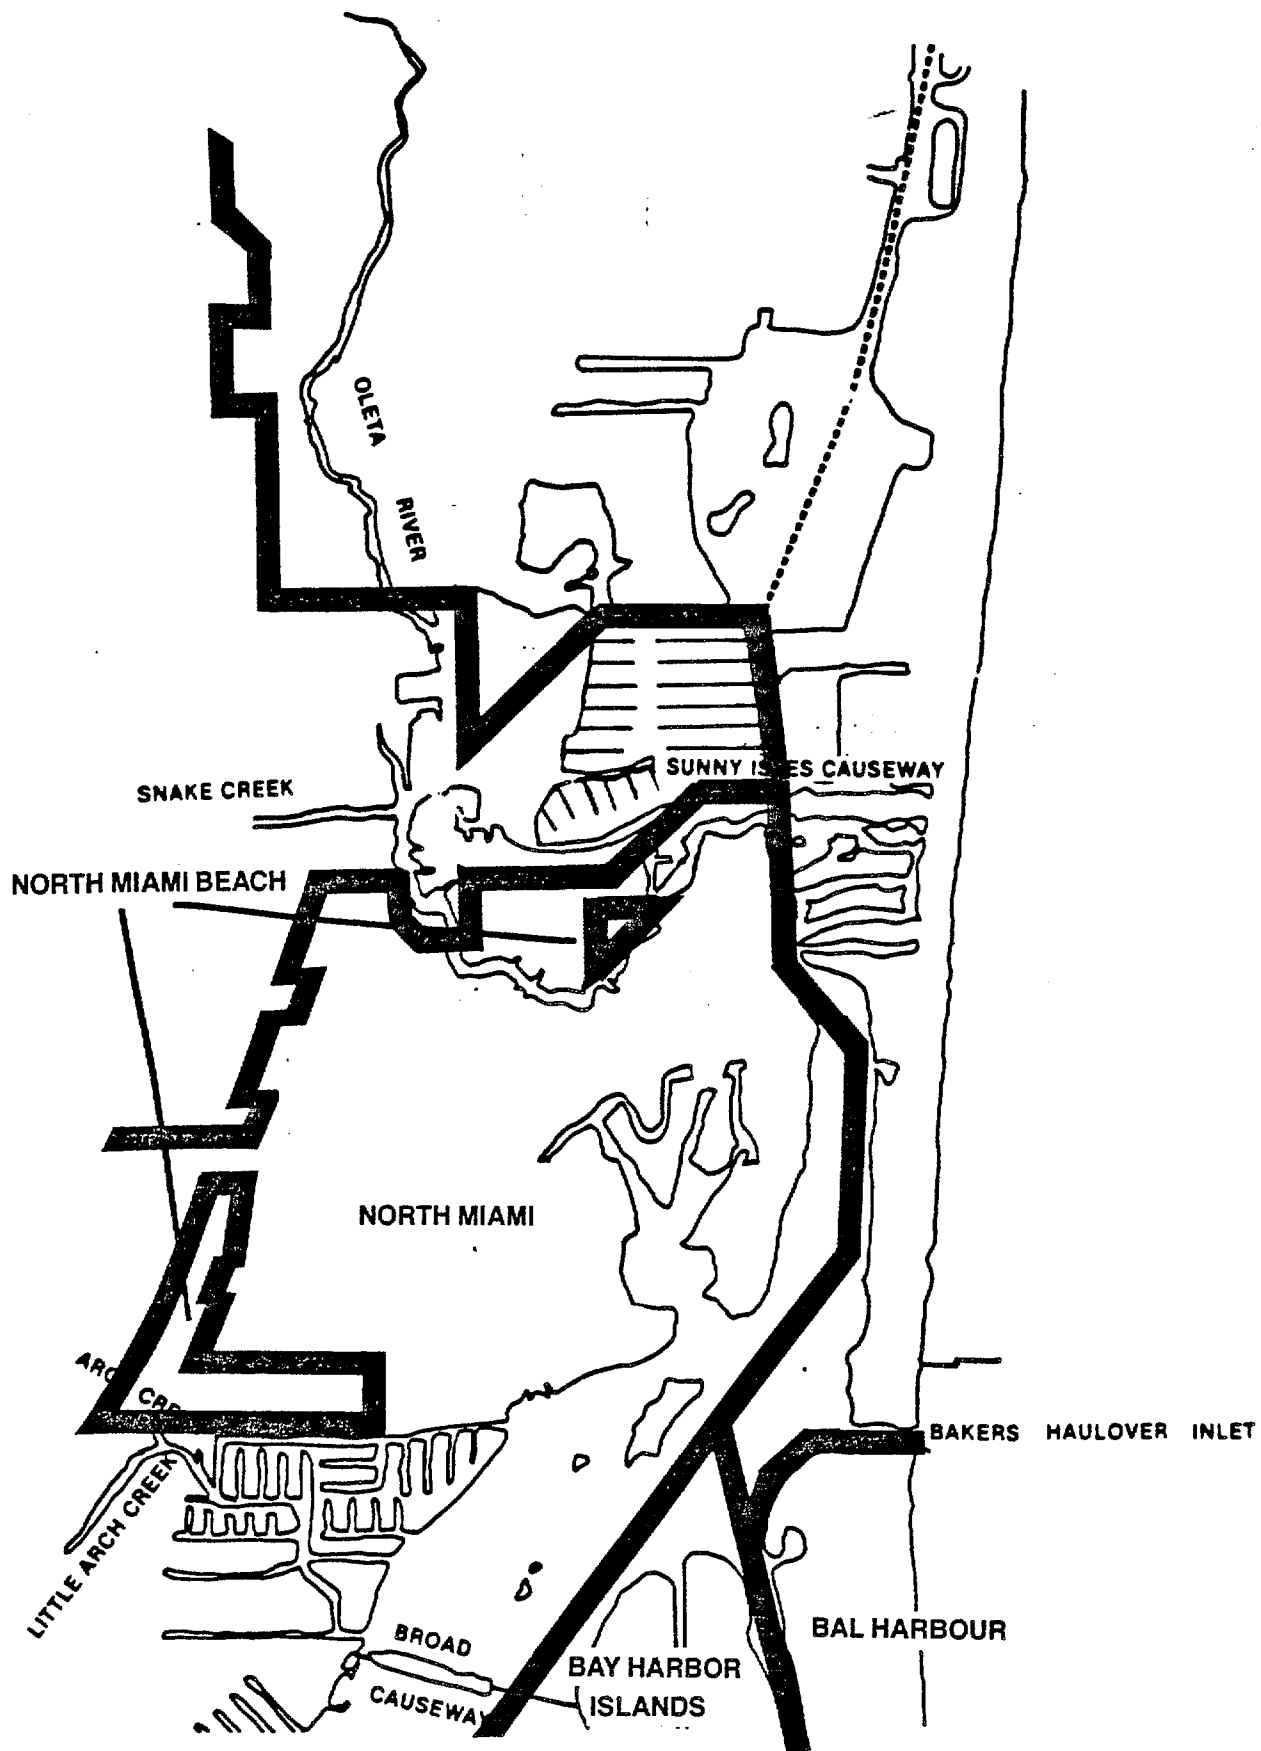 OLETA
RIVER
SUNNY ISLES CAUSEWAY
SNAKE CREEK
NORTH MIAMI BEACH
NORTH MIAMI
BAKERS HAULOVER INLET
LITTLE ARCH CREEK
BAL HARBOUR
BROAD
CAUSEWAY
BAY HARBOR
ISLANDS